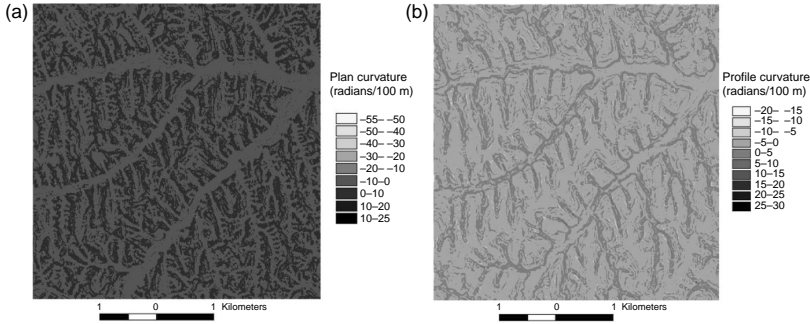 (a)
Plan curvature
(radians/100 m)
–55– –50
–50– –40
–40– –30
–30– –20
–20– –10
–10–0
0–10
10–20
10–25
1 0 1 Kilometers
(b)
Profile curvature
(radians/100 m)
–20– –15
–15– –10
–10– –5
–5–0
0–5
5–10
10–15
15–20
20–25
25–30
1 0 1 Kilometers